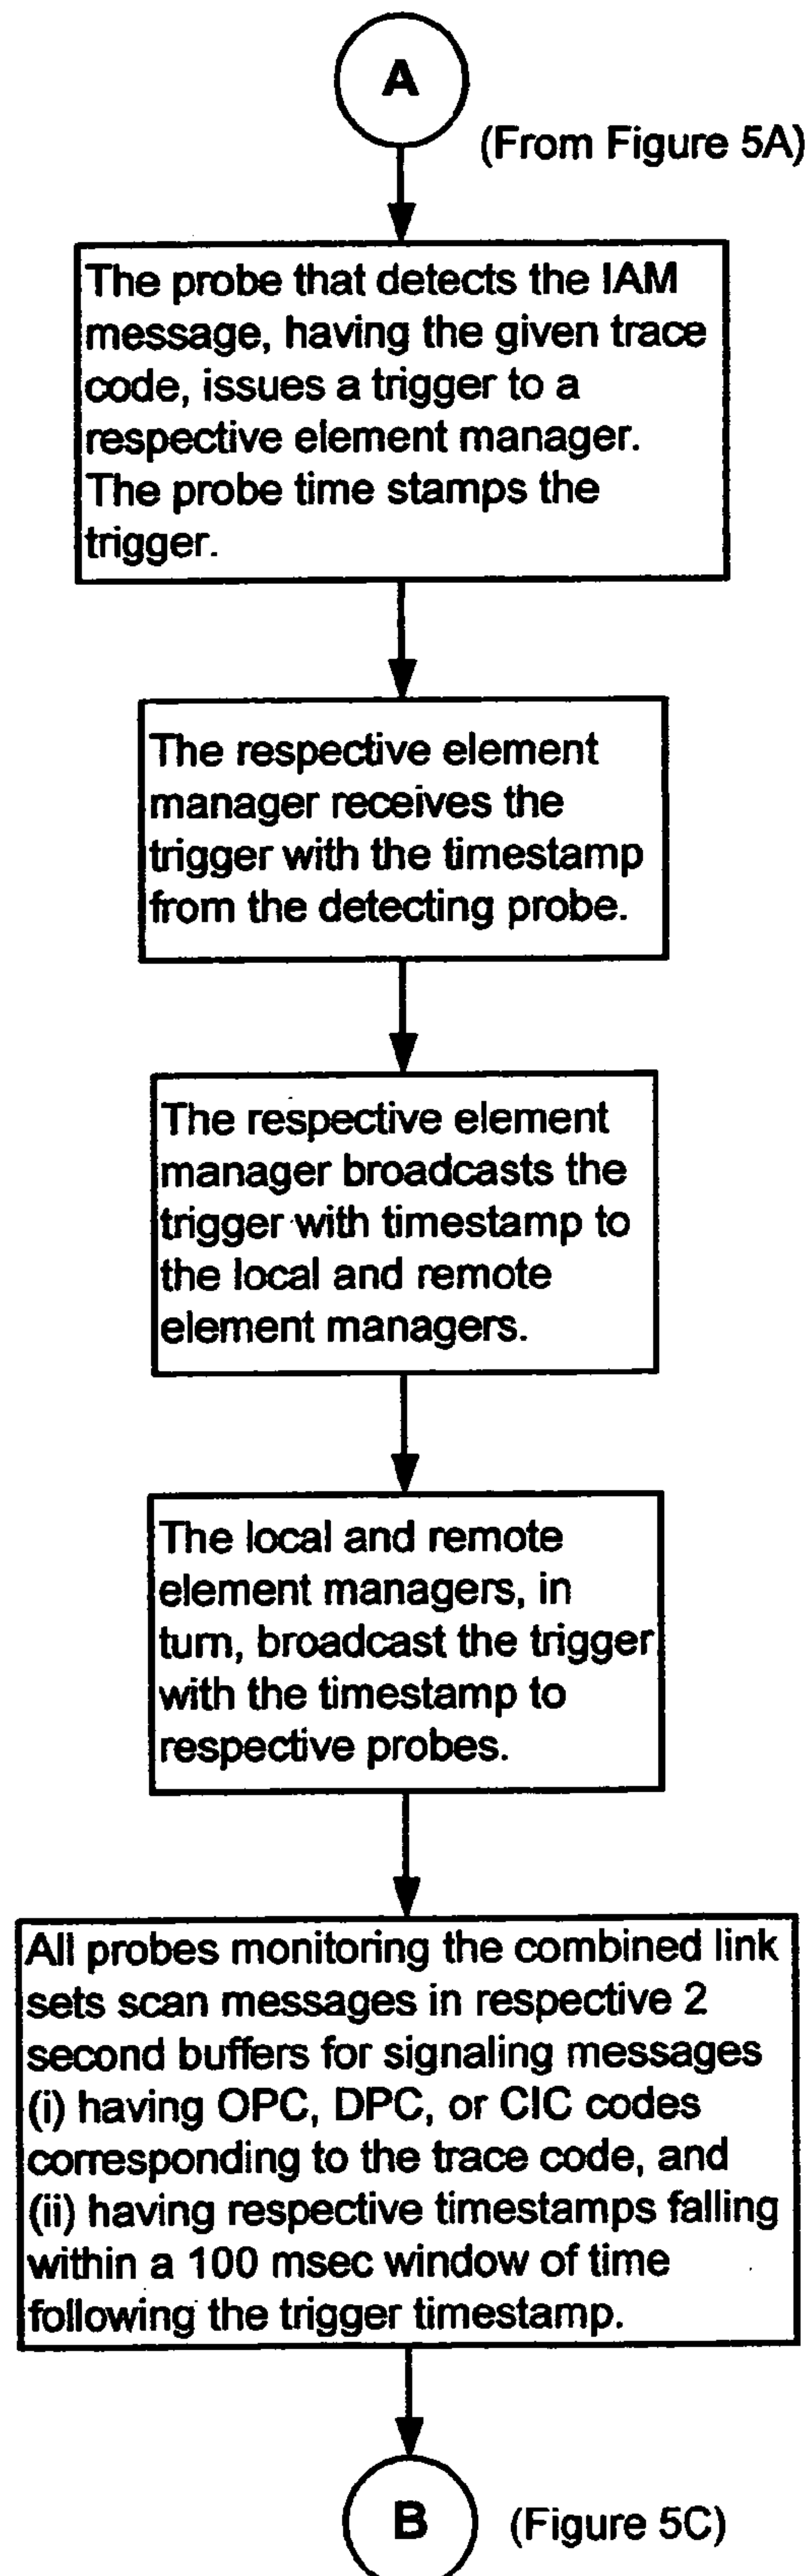 A
(From Figure 5A)
The probe that detects the IAM
message, having the given trace
code, issues a trigger to a
respective element manager.
The probe time stamps the
trigger.
The respective element
manager receives the
trigger with the timestamp
from the detecting probe.
The respective element
manager broadcasts the
trigger with timestamp to
the local and remote
element managers.
The local and remote
element managers, in
turn, broadcast the trigger
with the timestamp to
respective probes.
All probes monitoring the combined link
sets scan messages in respective 2
second buffers for signaling messages
(i) having OPC, DPC, or CIC codes
corresponding to the trace code, and
(ii) having respective timestamps falling
within a 100 msec window of time
following the trigger timestamp.
B
(Figure 5C)